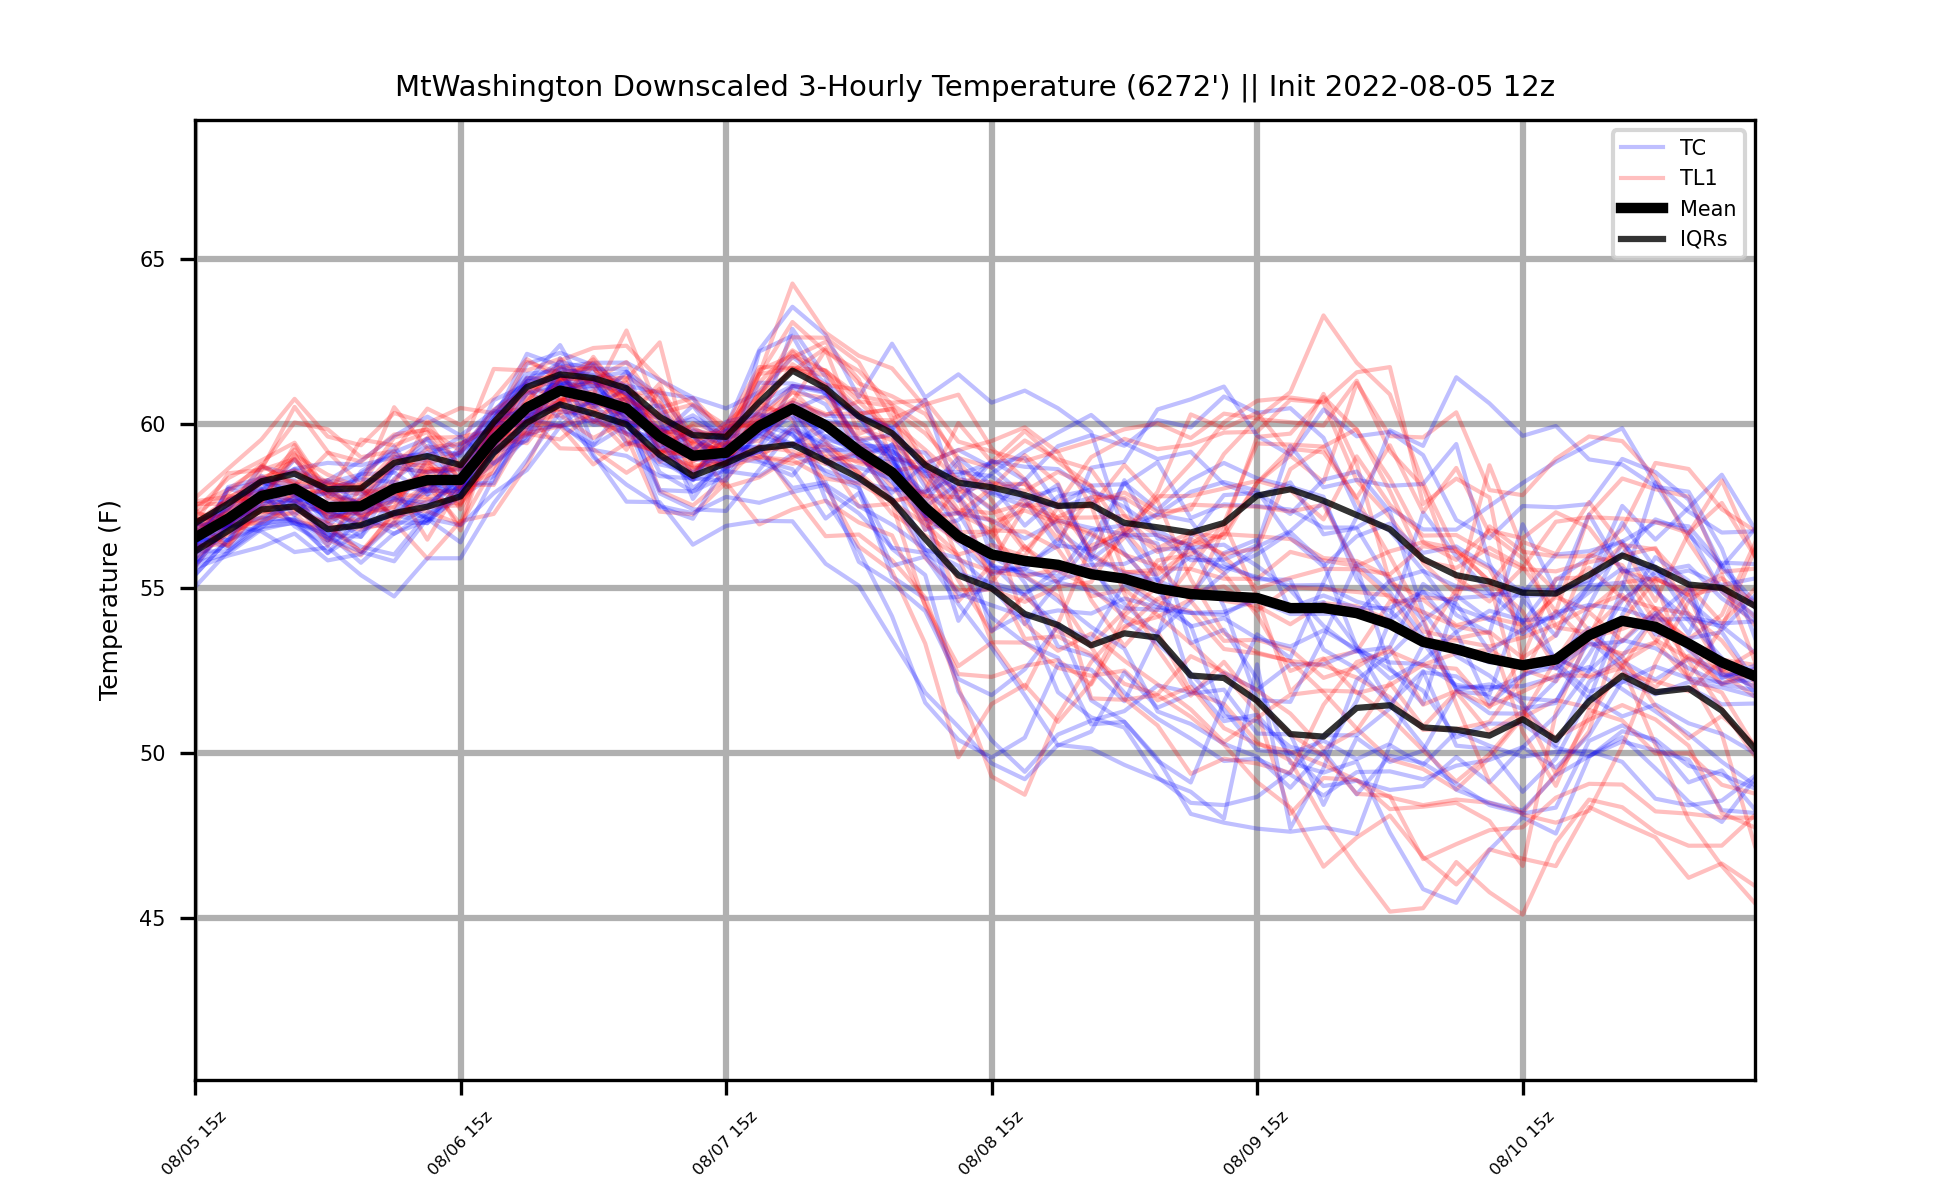 MtWashington Downscaled 3-Hourly Temperature (6272') || Init 2022-08-05 12z
TC
TL1
Mean
IQRs
Temperature (F)
65
60
55
50
45
08/05 15z
08/06 15z
08/07 15z
08/08 15z
08/09 15z
08/10 15z